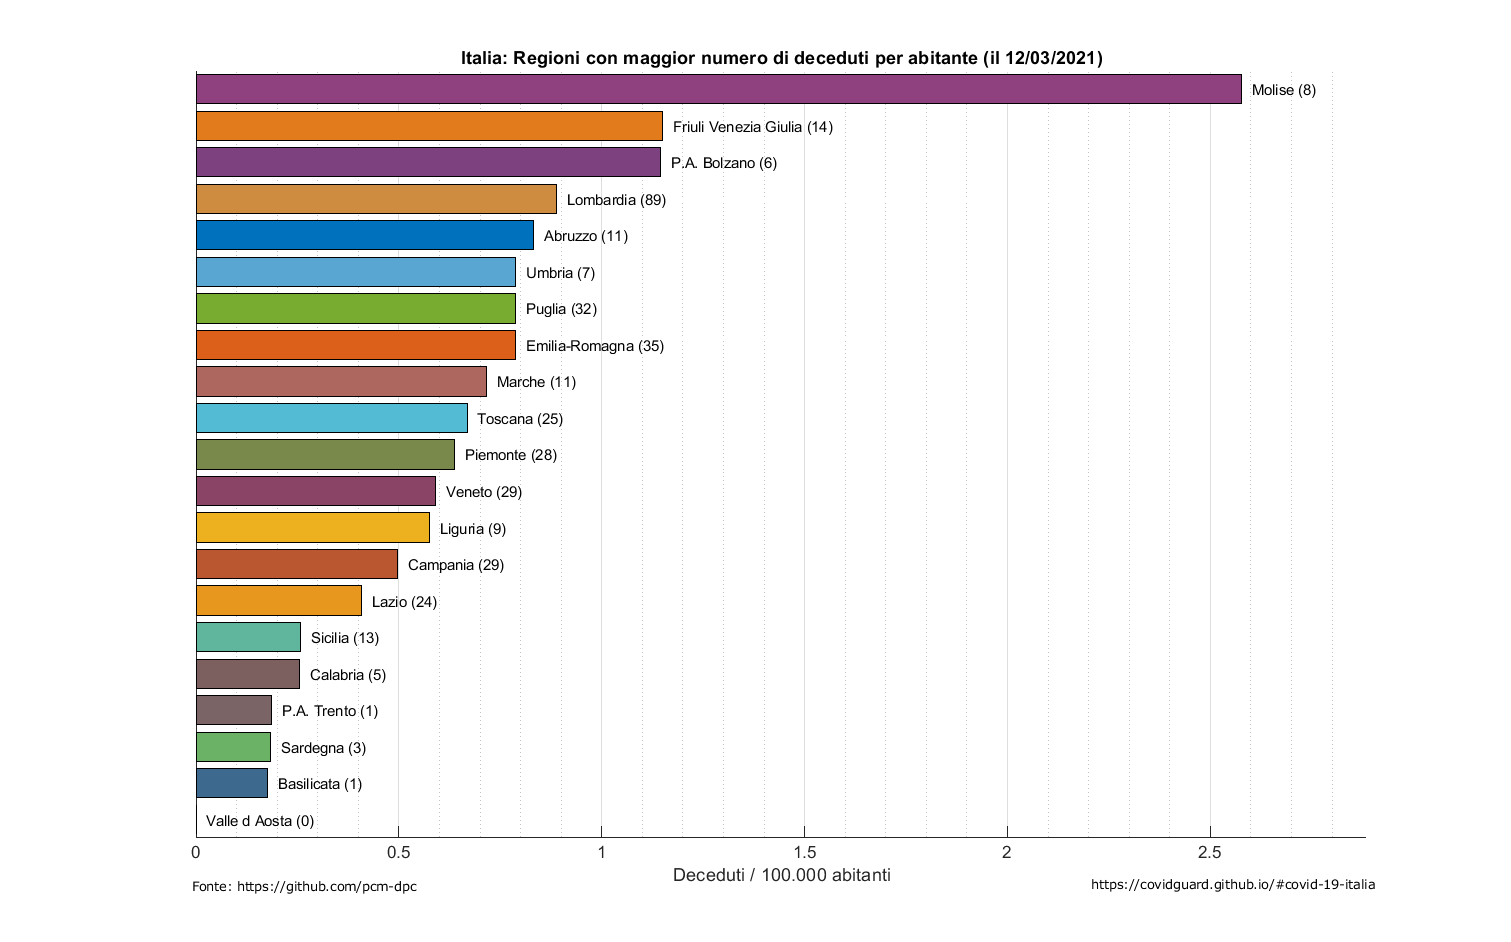 Italia: Regioni con maggior numero di deceduti per abitante (il 12/03/2021)
Molise (8)
Friuli Venezia Giulia (14)
P.A. Bolzano (6)
Lombardia (89)
Abruzzo (11)
Umbria (7)
Puglia (32)
Emilia-Romagna (35)
Marche (11)
Toscana (25)
Piemonte (28)
Veneto (29)
Liguria (9)
Campania (29)
Lazio (24)
Sicilia (13)
Calabria (5)
P.A. Trento (1)
Sardegna (3)
Basilicata (1)
Valle d Aosta (0)
0 0.5 1 1.5 2 2.5
Deceduti / 100.000 abitanti
Fonte: https://github.com/pcm-dpc
https://covidguard.github.io/#covid-19-italia